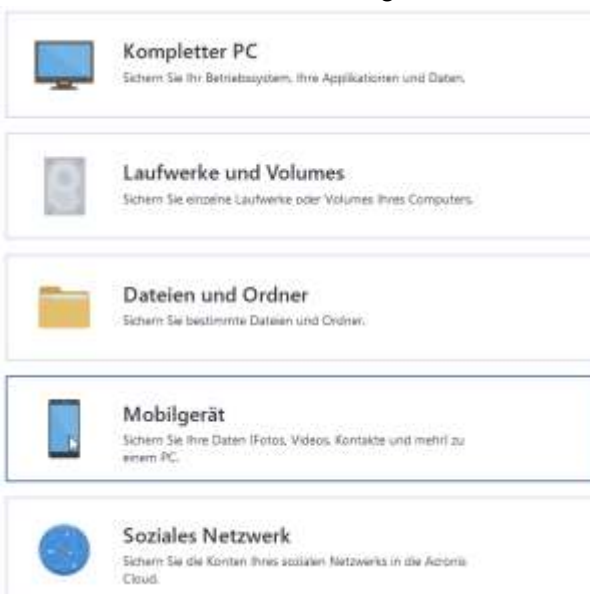 Kompletter PC
Sichern Sie Ihr Betriebssystem, Ihre Applikationen und Daten.
Laufwerke und Volumes
Sichern Sie einzelne Laufwerke oder Volumes Ihres Computers.
Dateien und Ordner
Sichern Sie bestimmte Dateien und Ordner.
Mobilgerät
Sichern Sie Ihre Daten (Fotos, Videos, Kontakte und mehr) zu
einem PC.
Soziales Netzwerk
Sichern Sie die Konten Ihres sozialen Netzwerks in die Acronis
Cloud.